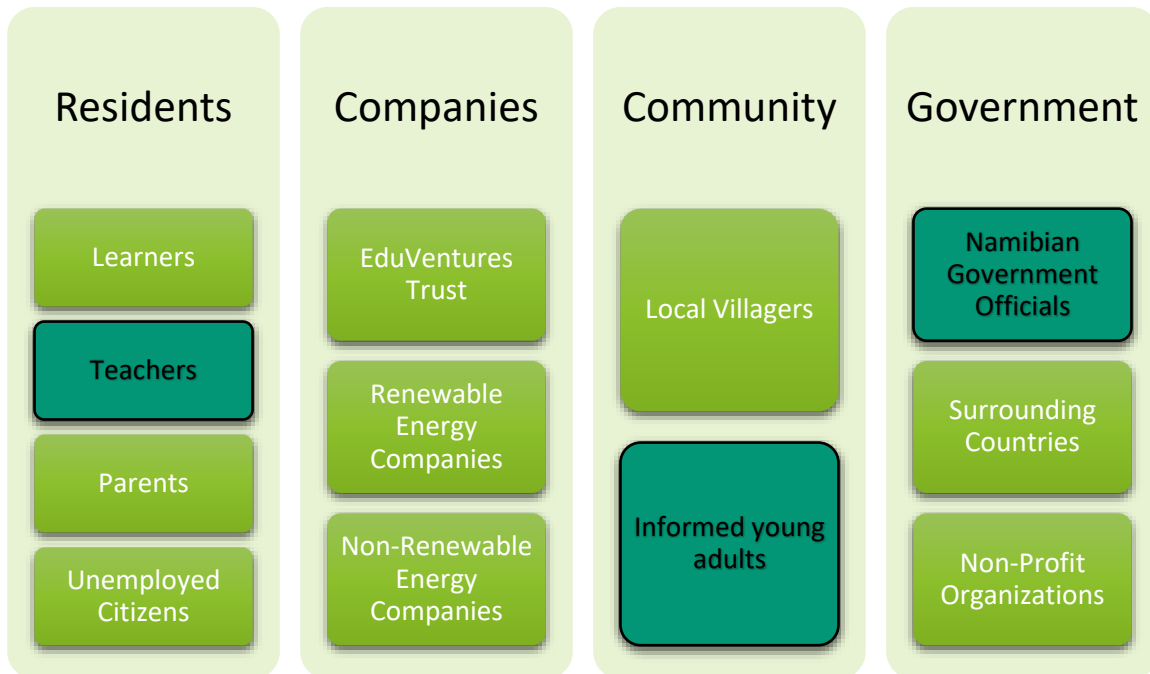 Residents
Learners
Teachers
Parents
Unemployed
Citizens
Companies
EduVentures
Trust
Renewable
Energy
Companies
Non-Renewable
Energy
Companies
Community
Local Villagers
Informed young
adults
Government
Namibian
Government
Officials
Surrounding
Countries
Non-Profit
Organizations